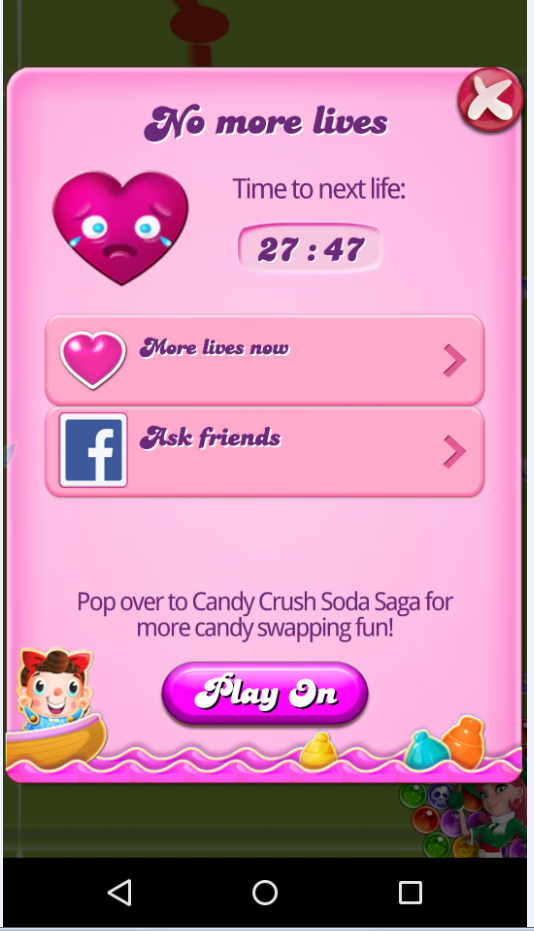 No more lives
Time to next life:
27 : 47
More lives now
f
Ask friends
Pop over to Candy Crush Soda Saga for
more candy swapping fun!
Play On